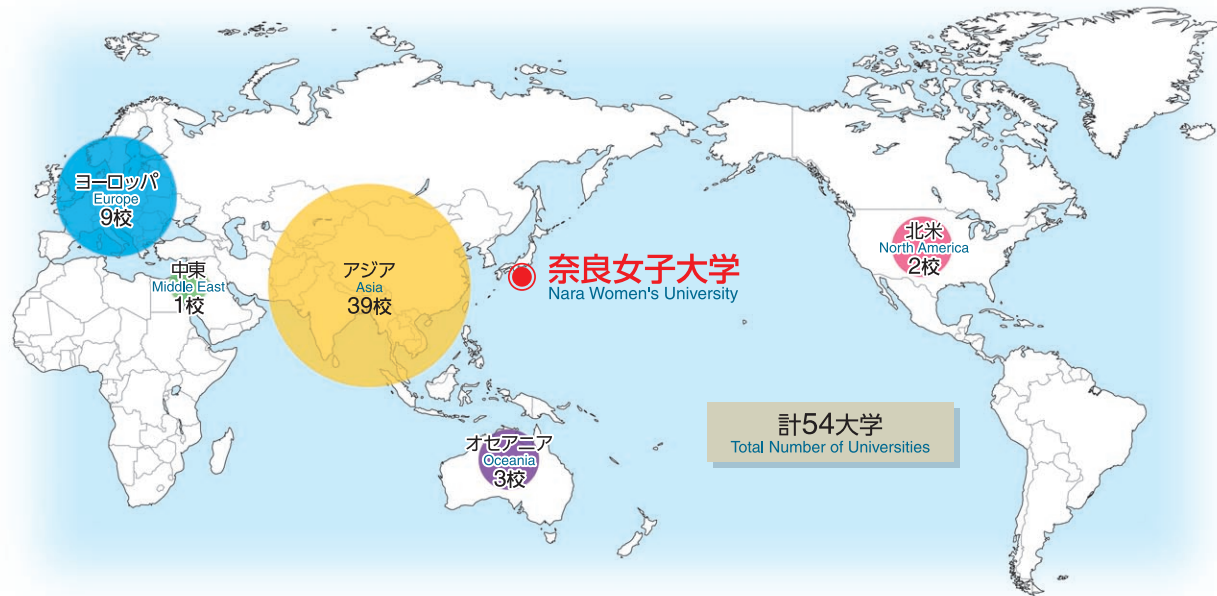 ヨーロッパ
Europe
9校
中東
Middle East
1校
アジア
Asia
39校
奈良女子大学
Nara Women's University
北米
North America
2校
オセアニア
Oceania
3校
計54大学
Total Number of Universities